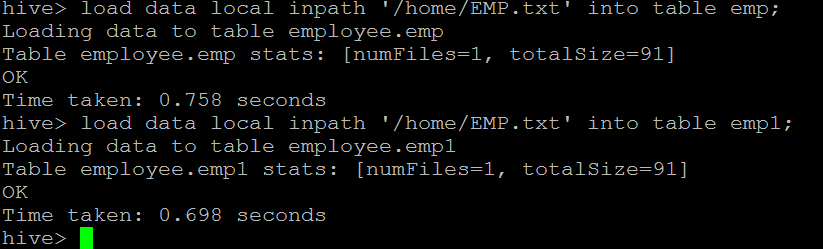 hive> load data local inpath '/home/EMP.txt' into table emp;
Loading data to table employee.emp
Table employee.emp stats: [numFiles=1, totalSize=91]
OK
Time taken: 0.758 seconds
hive> load data local inpath '/home/EMP.txt' into table emp1;
Loading data to table employee.emp1
Table employee.emp1 stats: [numFiles=1, totalSize=91]
OK
Time taken: 0.698 seconds
hive>